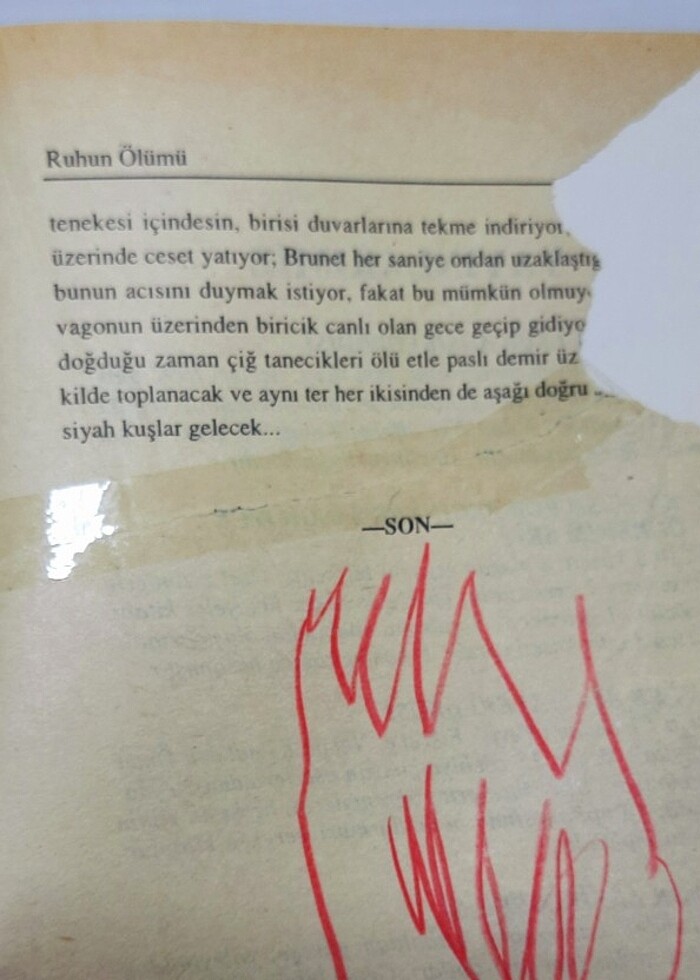 Ruhun Ölümü
tenekesi içindesin, birisi duvarlarına tekme indiriyor,
üzerinde ceset yatıyor; Brunet her saniye ondan
bunun acısını duymak istiyor, fakat bu mümkün
vagonun üzerinden biricik canlı olan gece geçip
doğduğu zaman çiğ tanecikleri ölü etle paslı demir
kilde toplanacak ve aynı ter her ikisinden de aşağı doğru
siyah kuşlar gelecek...
—SON—